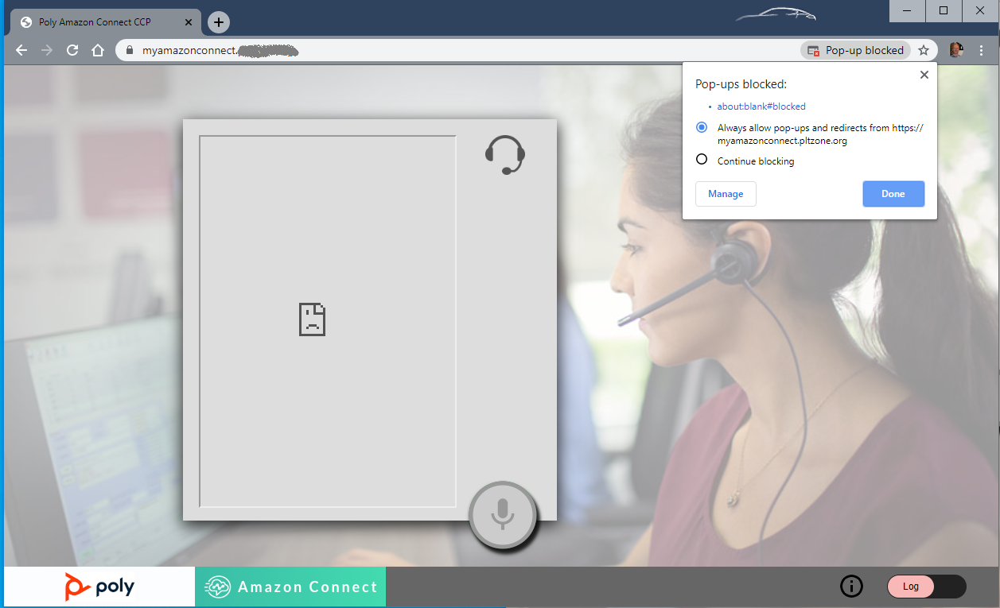 Poly Amazon Connect CCP
myamazonconnect.
Pop-up blocked
Pop-ups blocked:
• about:blank#blocked
Always allow pop-ups and redirects from https://
myamazonconnect.pltzone.org
Continue blocking
Manage
Done
poly
Amazon Connect
Log